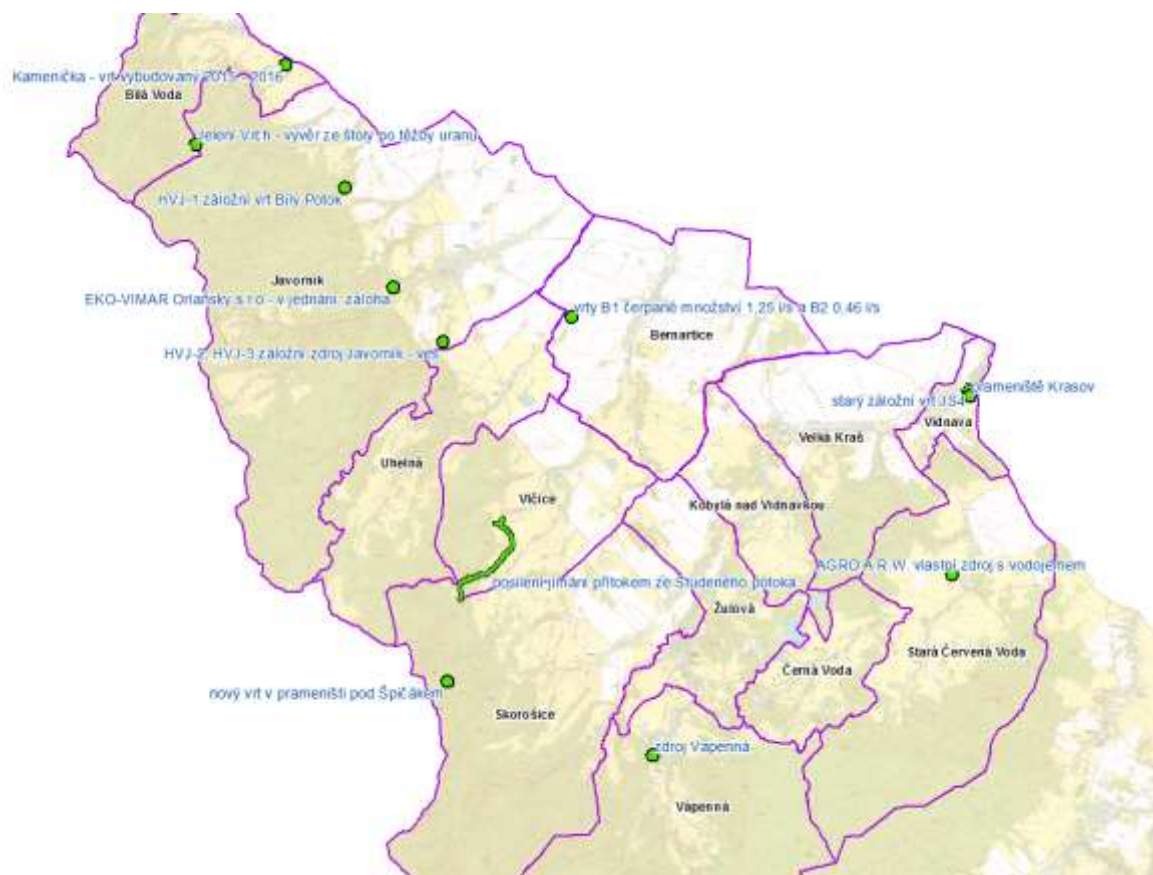 Kamenička - vrt vybudovaný 2015 - 2016
Bílá Voda
Jelení Vrch - vývěr ze štoly po těžby uranu
HVJ-1 záložní vrt Bílý Potok
Javorník
EKO-VIMAR Orlanský s r o - v jednání, záloha
vrty B1 čerpané množství 1,25 l/s a B2 0,46 l/s
Bernartice
HVJ-2, HVJ-3 záložní zdroj Javorník - ves
prameniště Krasov
starý záložní vrt JS4
Vidnava
Velká Kraš
Uhelná
Vlčice
Kobylá nad Vidnavkou
AGRO A R W. vlastní zdroj s vodojemem
posílení jímání přítokem ze Studeného potoka
Žulová
Stará Červená Voda
Černá Voda
nový vrt v prameništi pod Špičákem
Skorošice
zdroj Vápenná
Vápenná